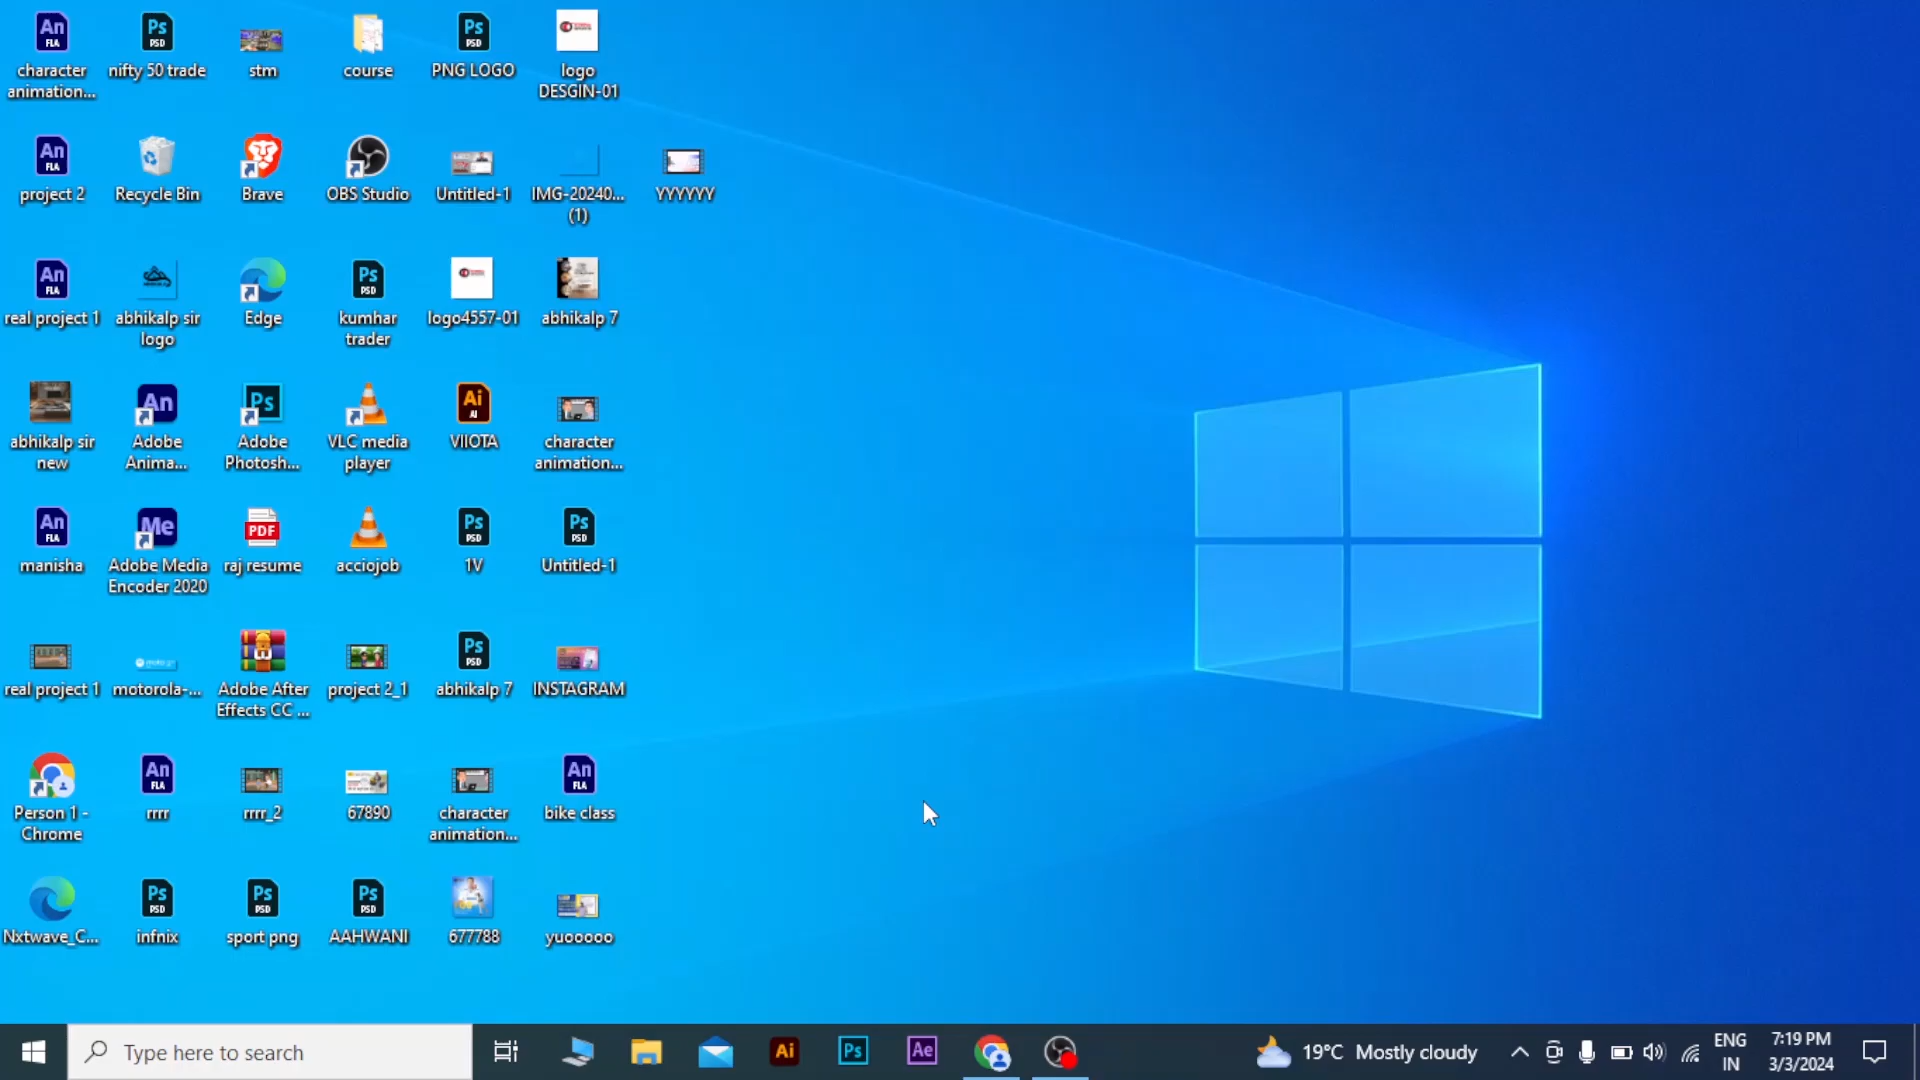 character
animation...
nifty 50 trade
stm
course
PNG LOGO
logo
DESGIN-01
project 2
Recycle Bin
Brave
OBS Studio
Untitled-1
IMG-20240...
(1)
YYYYYY
real project 1
abhikalp sir
logo
Edge
kumhar
trader
logo4557-01
abhikalp 7
abhikalp sir
new
Adobe
Anima...
Adobe
Photosh...
VLC media
player
VIIOTA
character
animation...
manisha
Adobe Media
Encoder 2020
raj resume
acciojob
1V
Untitled-1
real project 1
motorola-...
Adobe After
Effects CC ...
project 2_1
abhikalp 7
INSTAGRAM
Person 1 -
Chrome
rrrr
rrrr_2
67890
character
animation...
bike class
Nxtwave_C...
infnix
sport png
AAHWANI
677788
yuooooo
Type here to search
Ai
Ps
Ae
19°C Mostly cloudy
ENG
IN
7:19 PM
3/3/2024